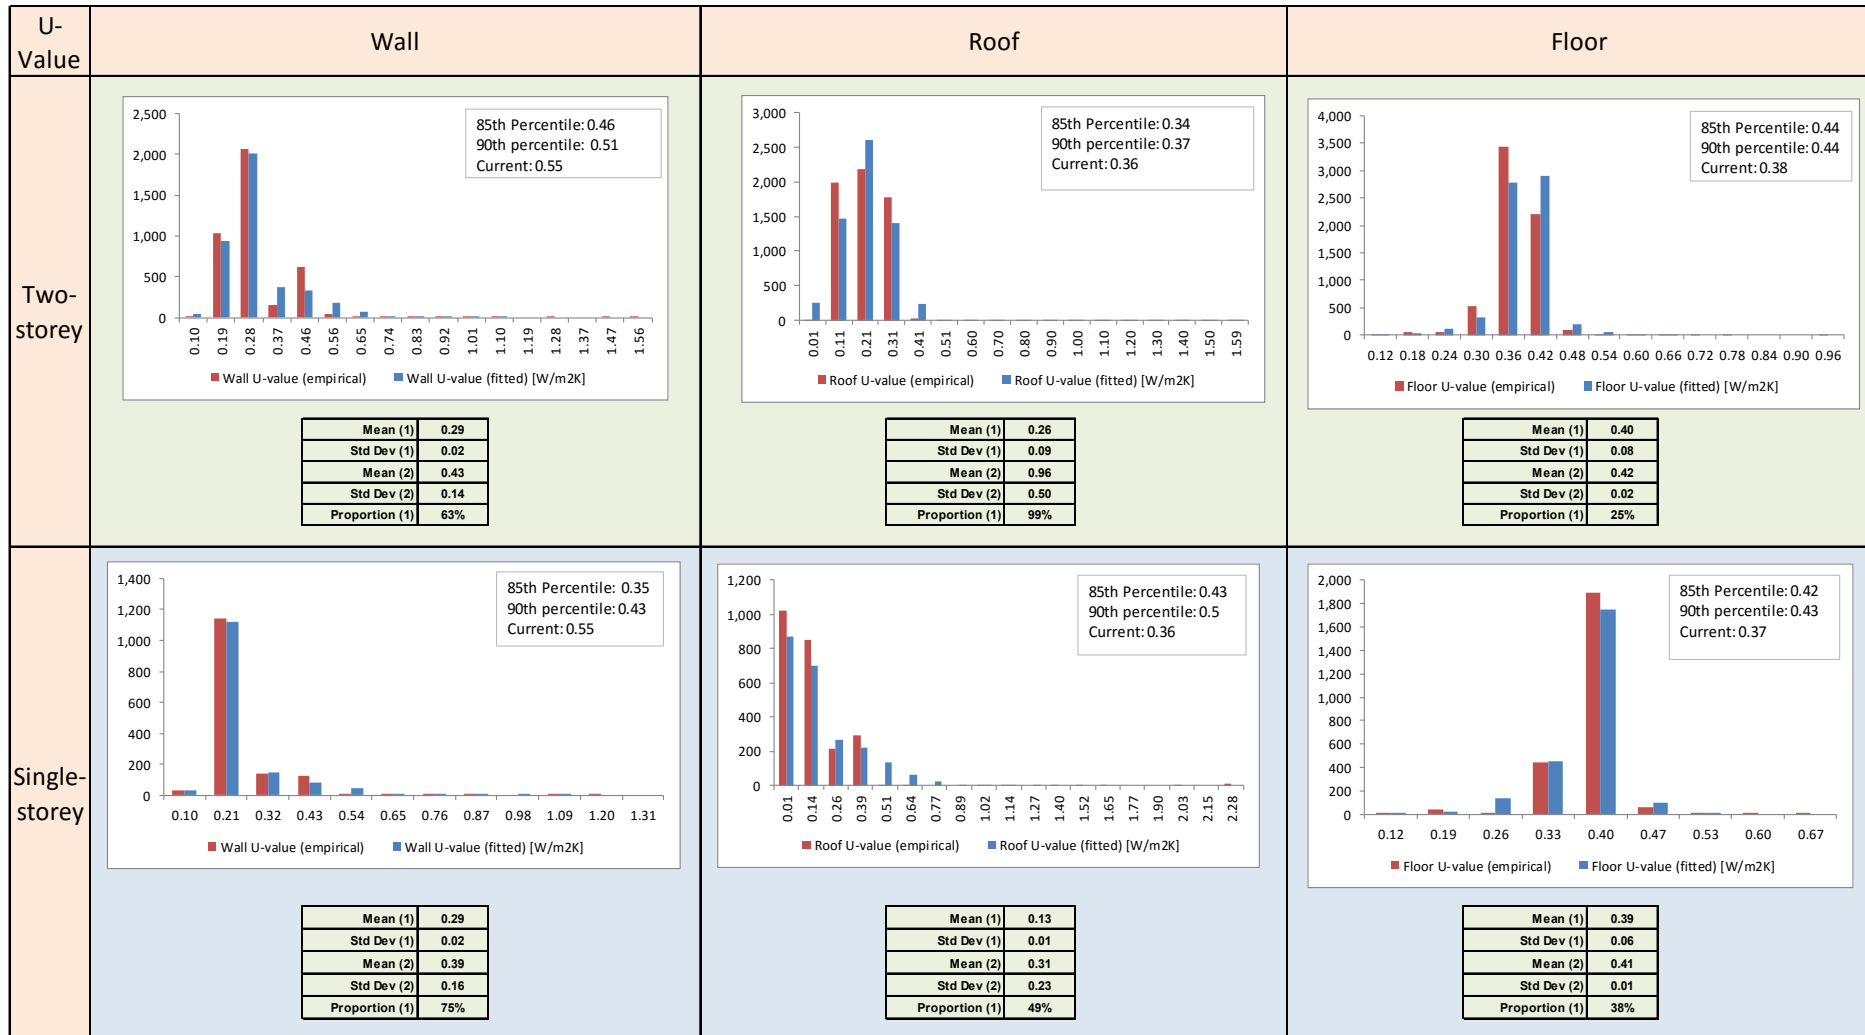 U-Value
Wall
Roof
Floor
Two-storey
2,500
2,000
1,500
1,000
500
0
85th Percentile: 0.46
90th percentile: 0.51
Current: 0.55
0.10 0.19 0.28 0.37 0.46 0.56 0.65 0.74 0.83 0.92 1.01 1.10 1.19 1.28 1.37 1.47 1.56
Wall U-value (empirical) Wall U-value (fitted) [W/m2K]
Mean (1) 0.29
Std Dev (1) 0.02
Mean (2) 0.43
Std Dev (2) 0.14
Proportion (1) 63%
3,000
2,500
2,000
1,500
1,000
500
0
85th Percentile: 0.34
90th percentile: 0.37
Current: 0.36
0.01 0.11 0.21 0.31 0.41 0.51 0.60 0.70 0.80 0.90 1.00 1.10 1.20 1.30 1.40 1.50 1.59
Roof U-value (empirical) Roof U-value (fitted) [W/m2K]
Mean (1) 0.26
Std Dev (1) 0.09
Mean (2) 0.96
Std Dev (2) 0.50
Proportion (1) 99%
4,000
3,500
3,000
2,500
2,000
1,500
1,000
500
0
85th Percentile: 0.44
90th percentile: 0.44
Current: 0.38
0.12 0.18 0.24 0.30 0.36 0.42 0.48 0.54 0.60 0.66 0.72 0.78 0.84 0.90 0.96
Floor U-value (empirical) Floor U-value (fitted) [W/m2K]
Mean (1) 0.40
Std Dev (1) 0.08
Mean (2) 0.42
Std Dev (2) 0.02
Proportion (1) 25%
Single-storey
1,400
1,200
1,000
800
600
400
200
0
85th Percentile: 0.35
90th percentile: 0.43
Current: 0.55
0.10 0.21 0.32 0.43 0.54 0.65 0.76 0.87 0.98 1.09 1.20 1.31
Wall U-value (empirical) Wall U-value (fitted) [W/m2K]
Mean (1) 0.29
Std Dev (1) 0.02
Mean (2) 0.39
Std Dev (2) 0.16
Proportion (1) 75%
1,200
1,000
800
600
400
200
0
85th Percentile: 0.43
90th percentile: 0.5
Current: 0.36
0.01 0.14 0.26 0.39 0.51 0.64 0.77 0.89 1.02 1.14 1.27 1.40 1.52 1.65 1.77 1.90 2.03 2.15 2.28
Roof U-value (empirical) Roof U-value (fitted) [W/m2K]
Mean (1) 0.13
Std Dev (1) 0.01
Mean (2) 0.31
Std Dev (2) 0.23
Proportion (1) 49%
2,000
1,800
1,600
1,400
1,200
1,000
800
600
400
200
0
85th Percentile: 0.42
90th percentile: 0.43
Current: 0.37
0.12 0.19 0.26 0.33 0.40 0.47 0.53 0.60 0.67
Floor U-value (empirical) Floor U-value (fitted) [W/m2K]
Mean (1) 0.39
Std Dev (1) 0.06
Mean (2) 0.41
Std Dev (2) 0.01
Proportion (1) 38%